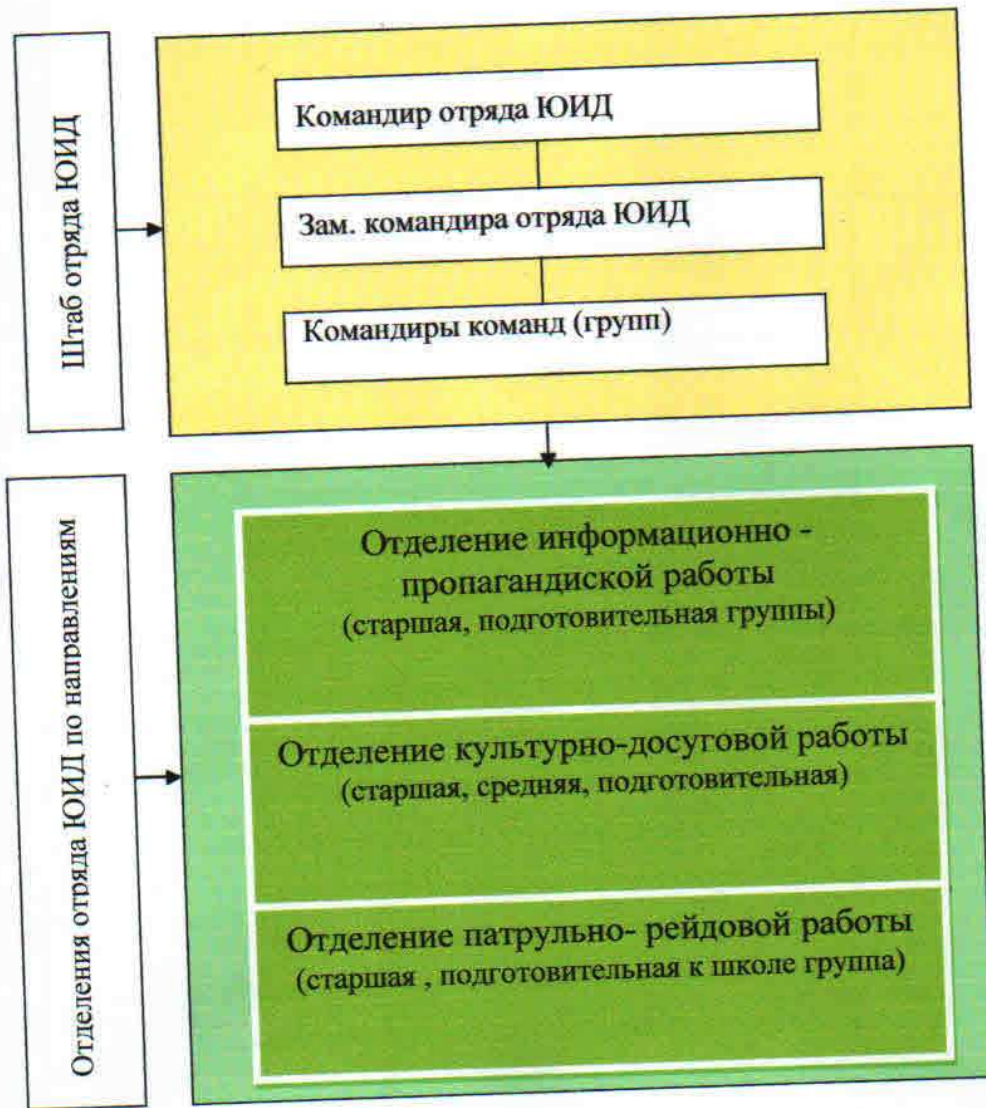 Штаб отряда ЮИД
Командир отряда ЮИД
Зам. командира отряда ЮИД
Командиры команд (групп)
Отделения отряда ЮИД по направлениям
Отделение информационно -
пропагандиской работы
(старшая, подготовительная группы)
Отделение культурно-досуговой работы
(старшая, средняя, подготовительная)
Отделение патрульно- рейдовой работы
(старшая , подготовительная к школе группа)